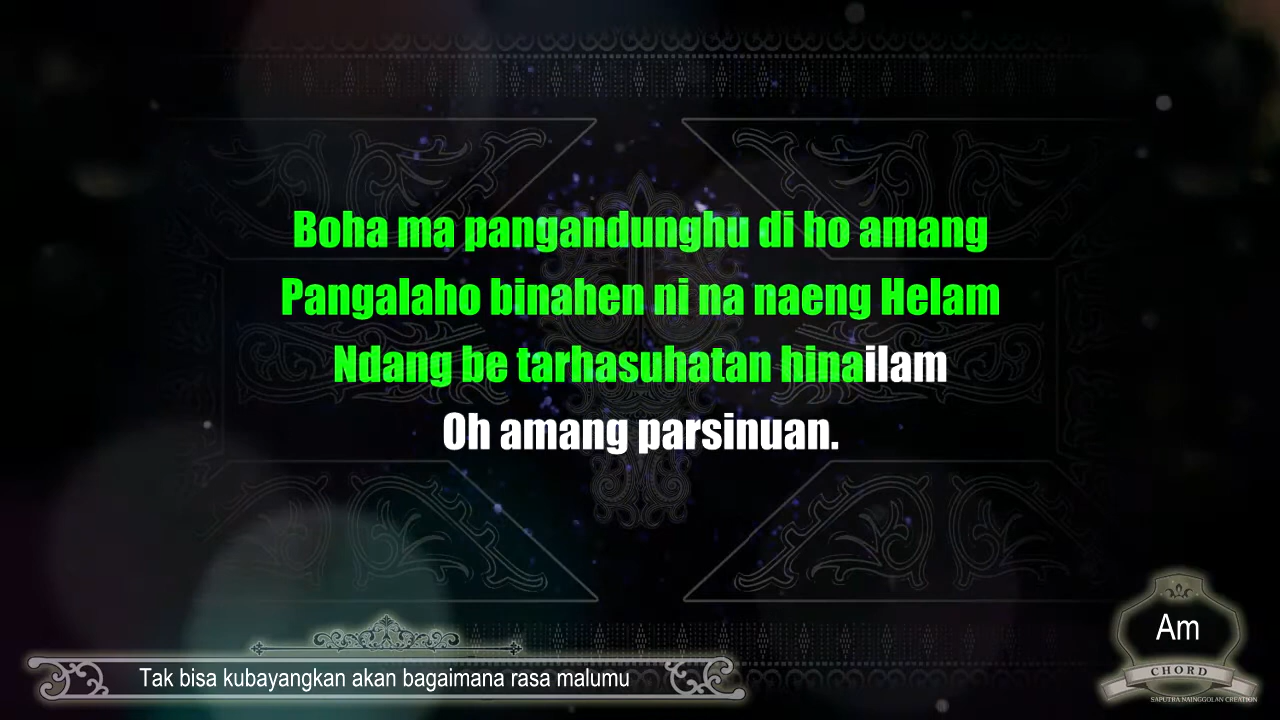 Boha ma pangandunghu di ho amang
Pangalaho binahen ni na naeng Helam
Ndang be tarhasuhatan hinailam
Oh amang parsinuan.
Am
CHORD
SAPUTRA NAINGGOLAN CREATION
Tak bisa kubayangkan akan bagaimana rasa malumu